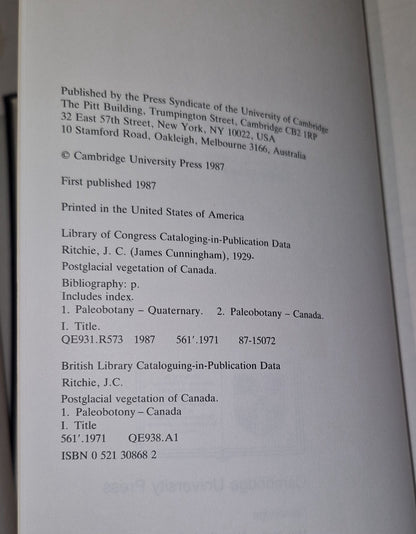 Published by the Press Syndicate of the University of Cambridge
The Pitt Building, Trumpington Street, Cambridge CB2 1RP
32 East 57th Street, New York, NY 10022, USA
10 Stamford Road, Oakleigh, Melbourne 3166, Australia
© Cambridge University Press 1987
First published 1987
Printed in the United States of America
Library of Congress Cataloging-in-Publication Data
Ritchie, J. C. (James Cunningham), 1929-
Postglacial vegetation of Canada.
Bibliography: p.
Includes index.
1. Paleobotany – Quaternary. 2. Paleobotany – Canada.
I. Title.
QE931.R573 1987 561'.1971 87-15072
British Library Cataloguing-in-Publication Data
Ritchie, J.C.
Postglacial vegetation of Canada.
1. Paleobotony – Canada
I. Title
561'.1971 QE938.A1
ISBN 0 521 30868 2
Cambridge University Press